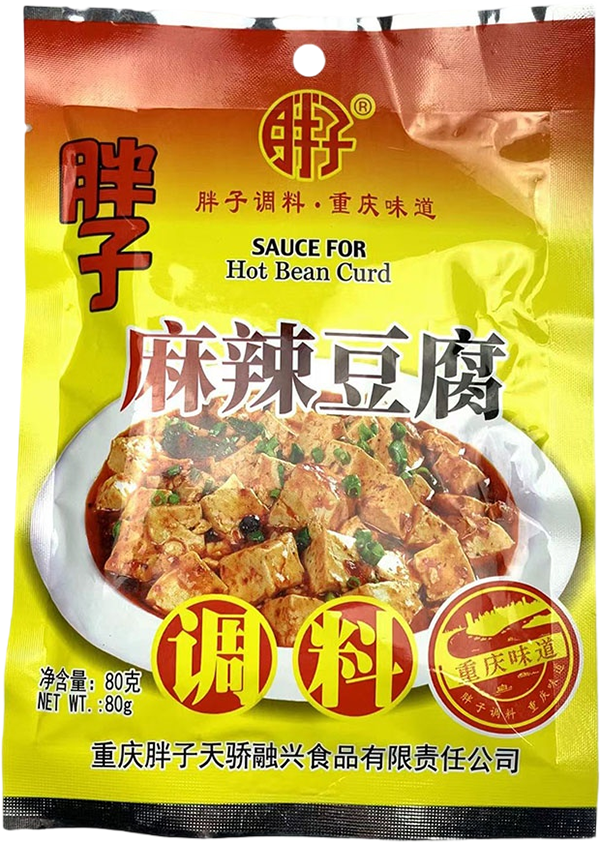 胖子
®
胖子
胖子调料·重庆味道
SAUCE FOR
Hot Bean Curd
麻辣豆腐
调料
重庆味道
胖子调料 重庆味道
净含量：80克
NET WT.:80g
重庆胖子天骄融兴食品有限责任公司